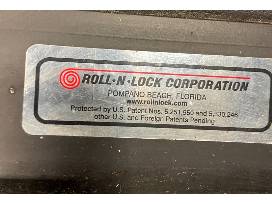 ROLL·N·LOCK CORPORATION
POMPANO BEACH, FLORIDA
www.rollnlock.com
Protected by U.S. Patent Nos. 5,251,950 and 5,330,246
other U.S. and Foreign Patents Pending